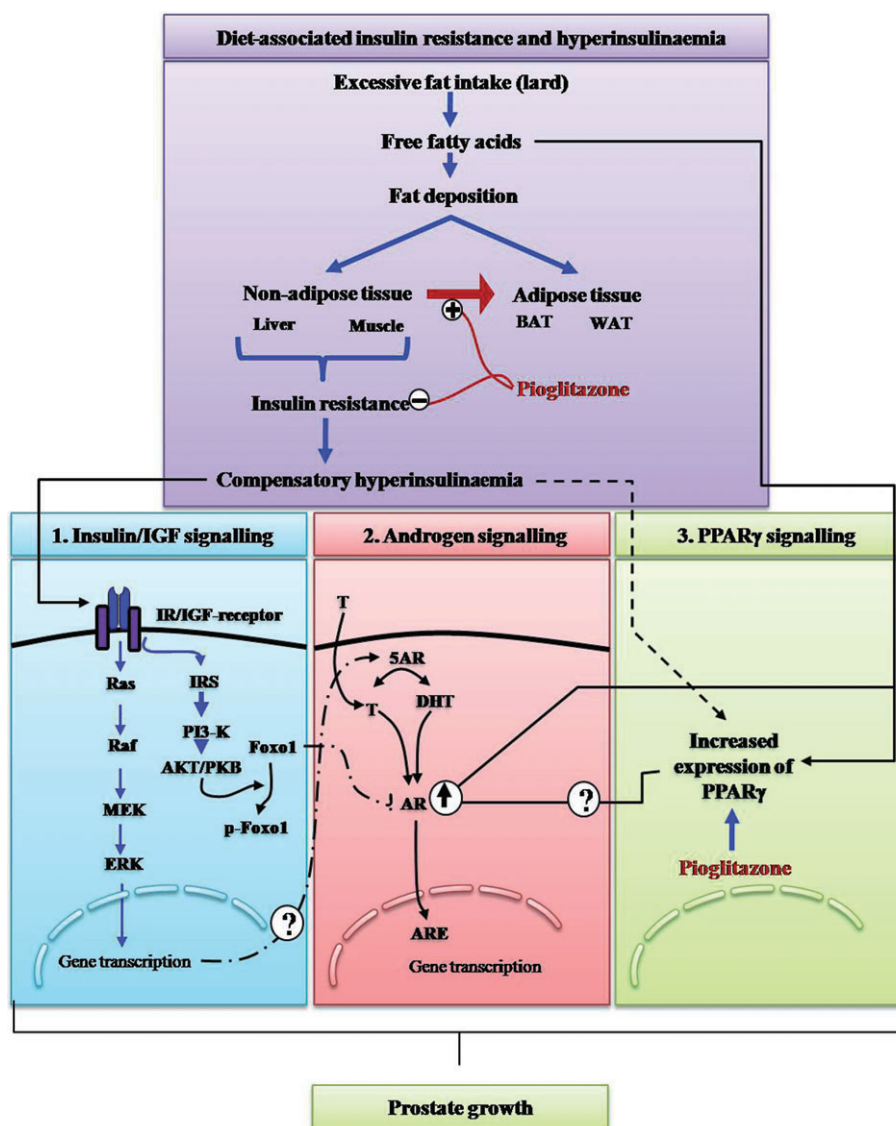 Diet-associated insulin resistance and hyperinsulinaemia
Excessive fat intake (lard)
Free fatty acids
Fat deposition
Non-adipose tissue
Adipose tissue
Liver
Muscle
BAT
WAT
+
Pioglitazone
Insulin resistance
−
Compensatory hyperinsulinaemia
1. Insulin/IGF signalling
IR/IGF-receptor
Ras
IRS
Raf
PI3-K
Foxo1
AKT/PKB
MEK
p-Foxo1
ERK
Gene transcription
?
2. Androgen signalling
T
5AR
T
DHT
AR
ARE
Gene transcription
?
3. PPARγ signalling
Increased
expression of
PPARγ
Pioglitazone
Prostate growth